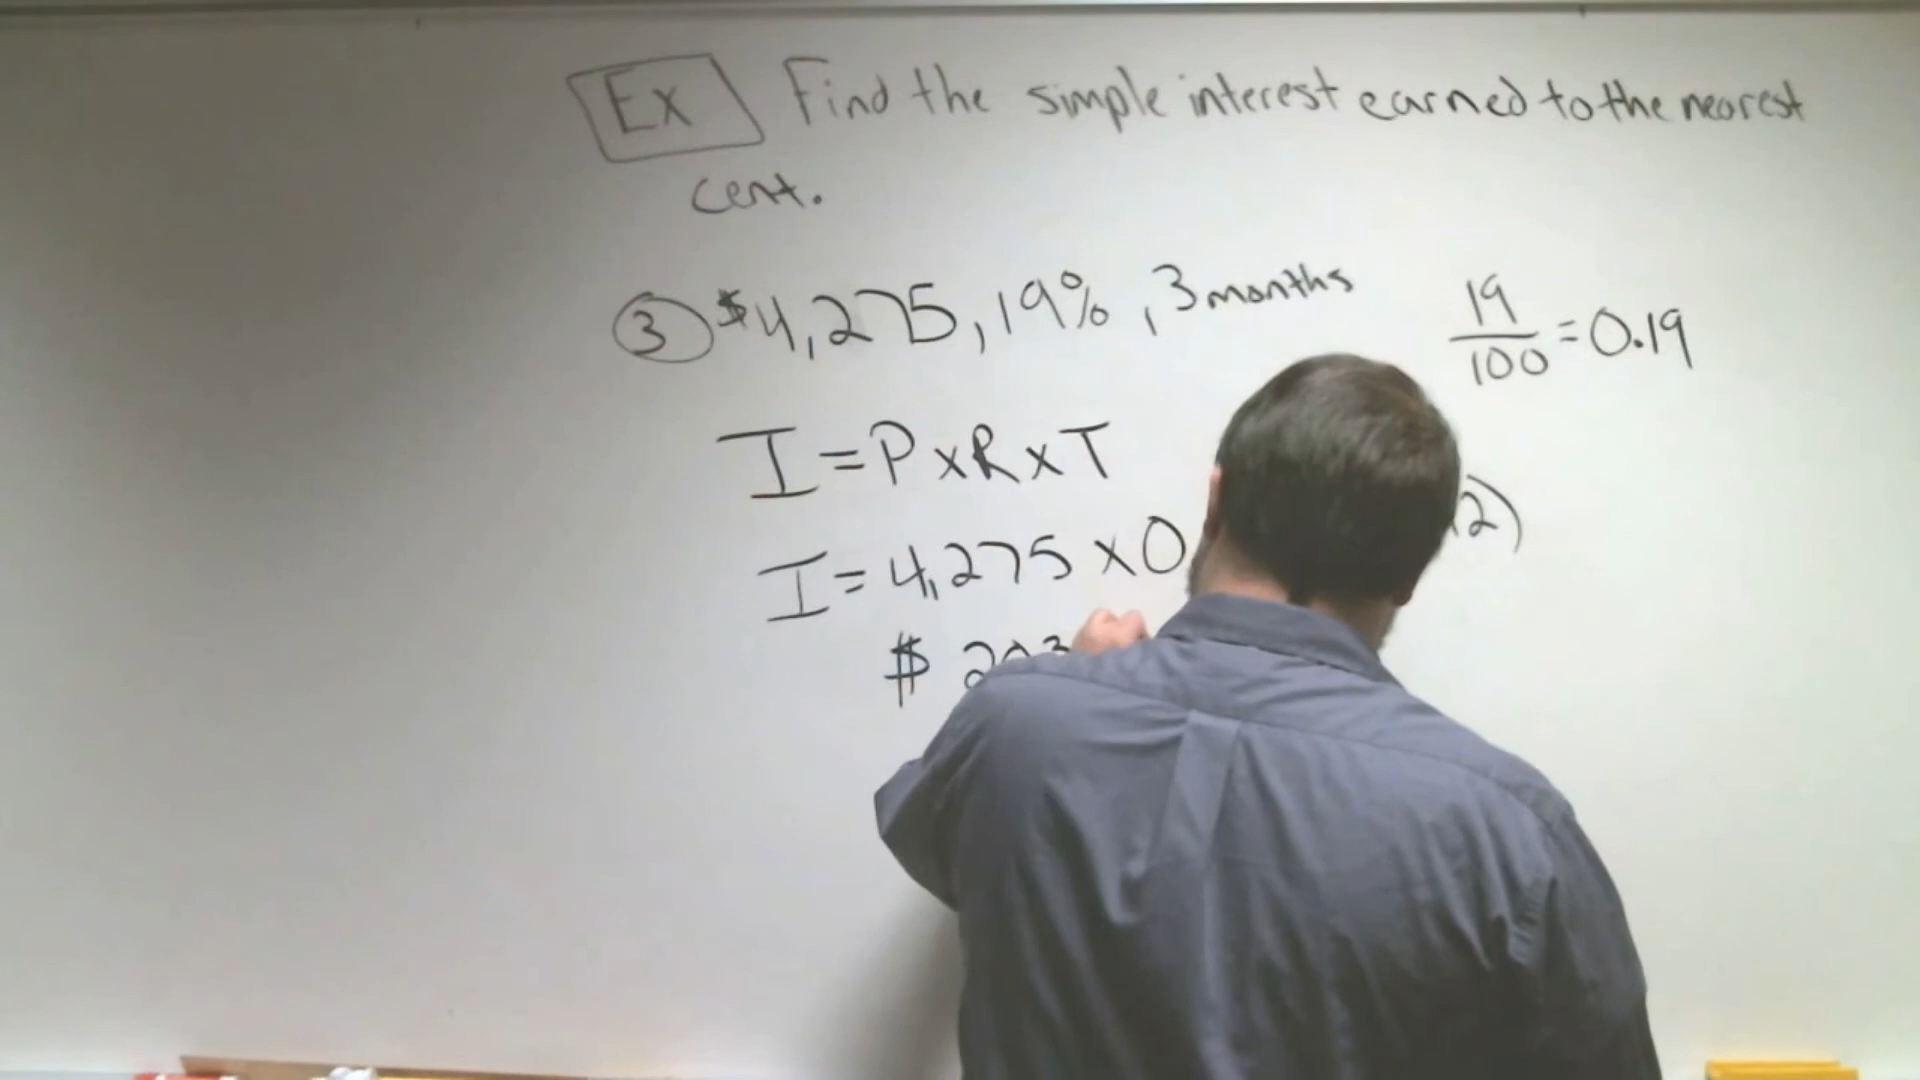 Ex Find the simple interest earned to the nearest
cent.
3 $4,275, 19%, 3 months
19/100 = 0.19
I = P x R x T
I = 4,275 x 0 2)
$ 203